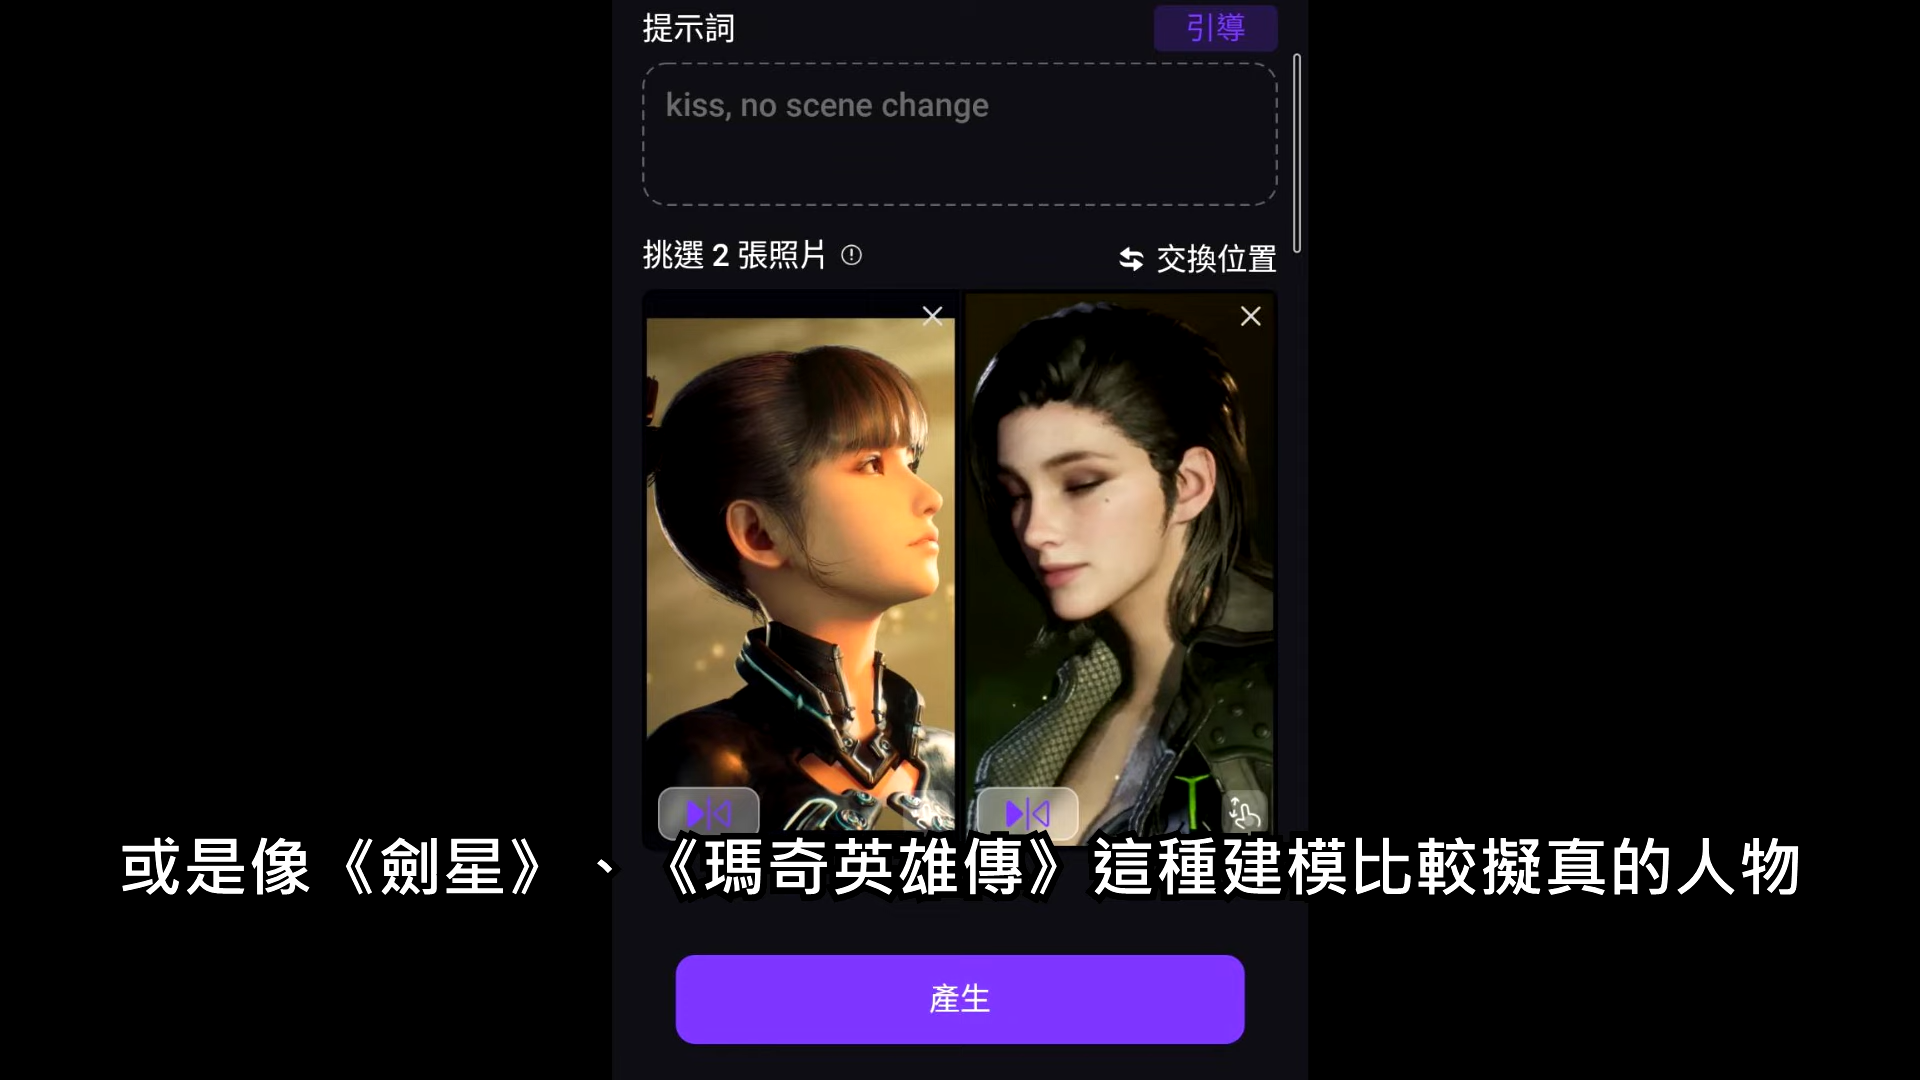 提示詞
引導
kiss, no scene change
挑選 2 張照片
交換位置
或是像《劍星》、《瑪奇英雄傳》這種建模比較擬真的人物
產生